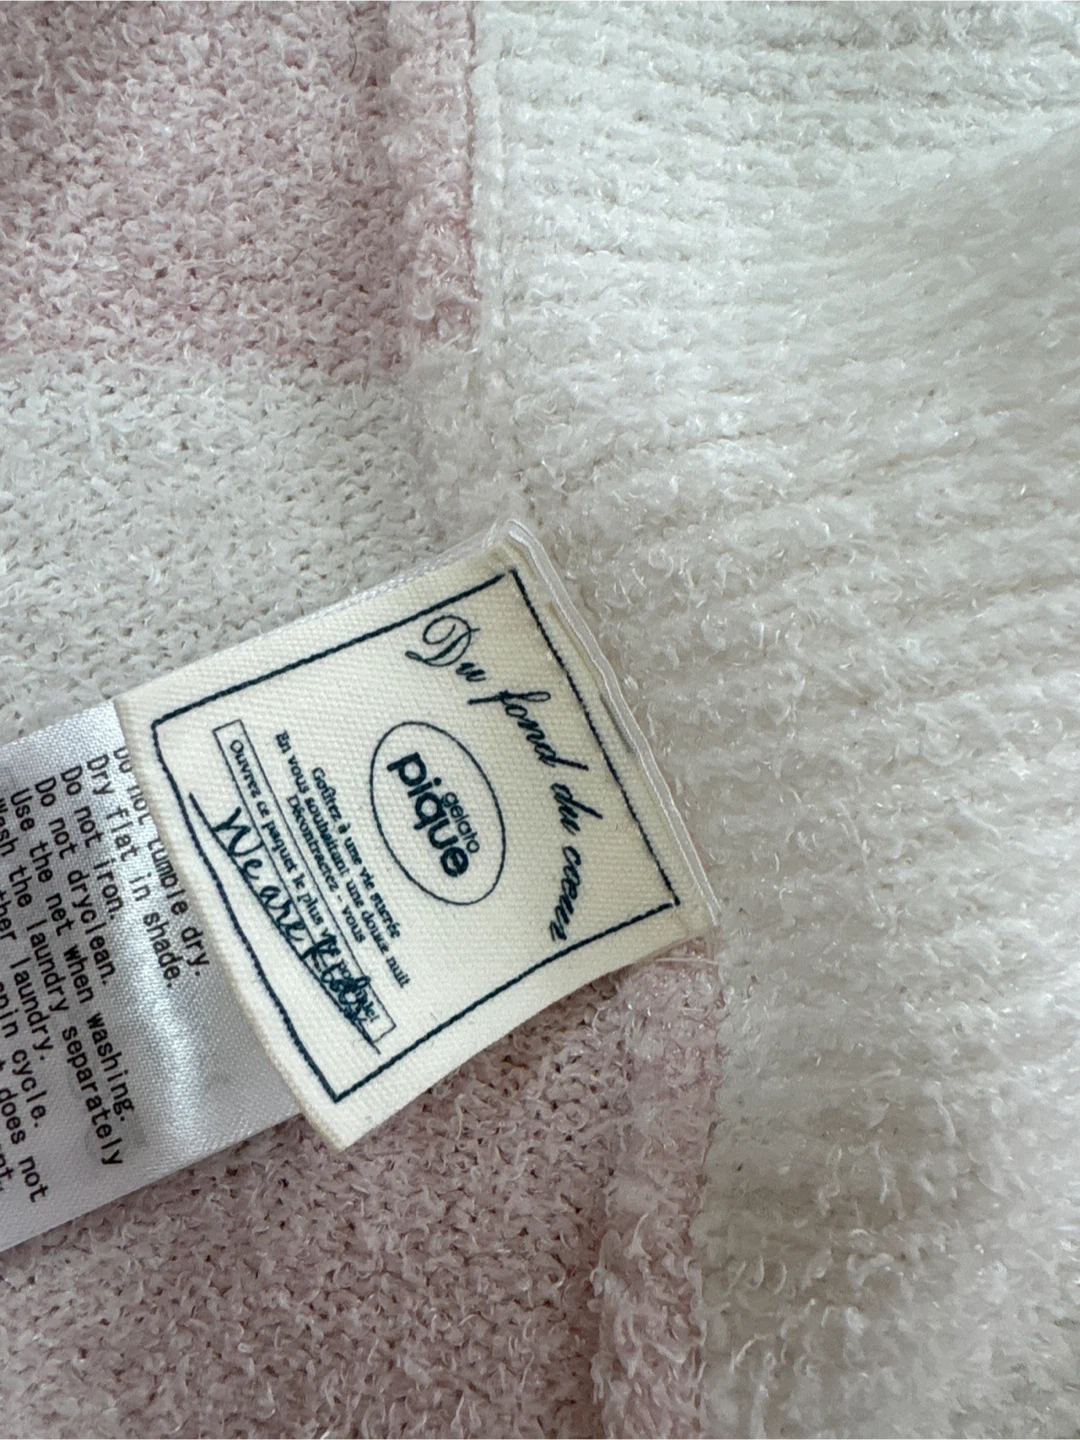 Du fond du cœur
gelato
pique
Goûtez à une vie sucrée
En vous souhaitant une douce nuit
Décontractez - vous
Ouvrez ce paquet le plus
We are
Do not tumble dry.
Dry flat in shade.
Do not iron.
Do not dryclean.
Use the net when washing.
Wash the laundry separately
laundry.
spin cycle.
does not